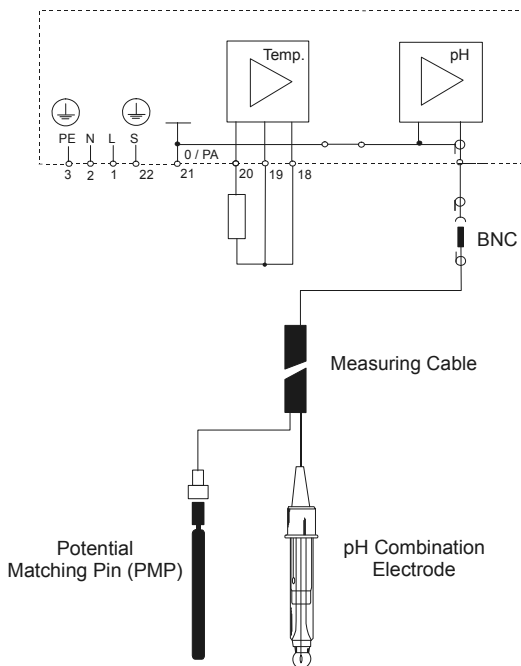 Temp.
pH
PE N L S
0 / PA
3 2 1 22 21 20 19 18
BNC
Measuring Cable
Potential
Matching Pin (PMP)
pH Combination
Electrode